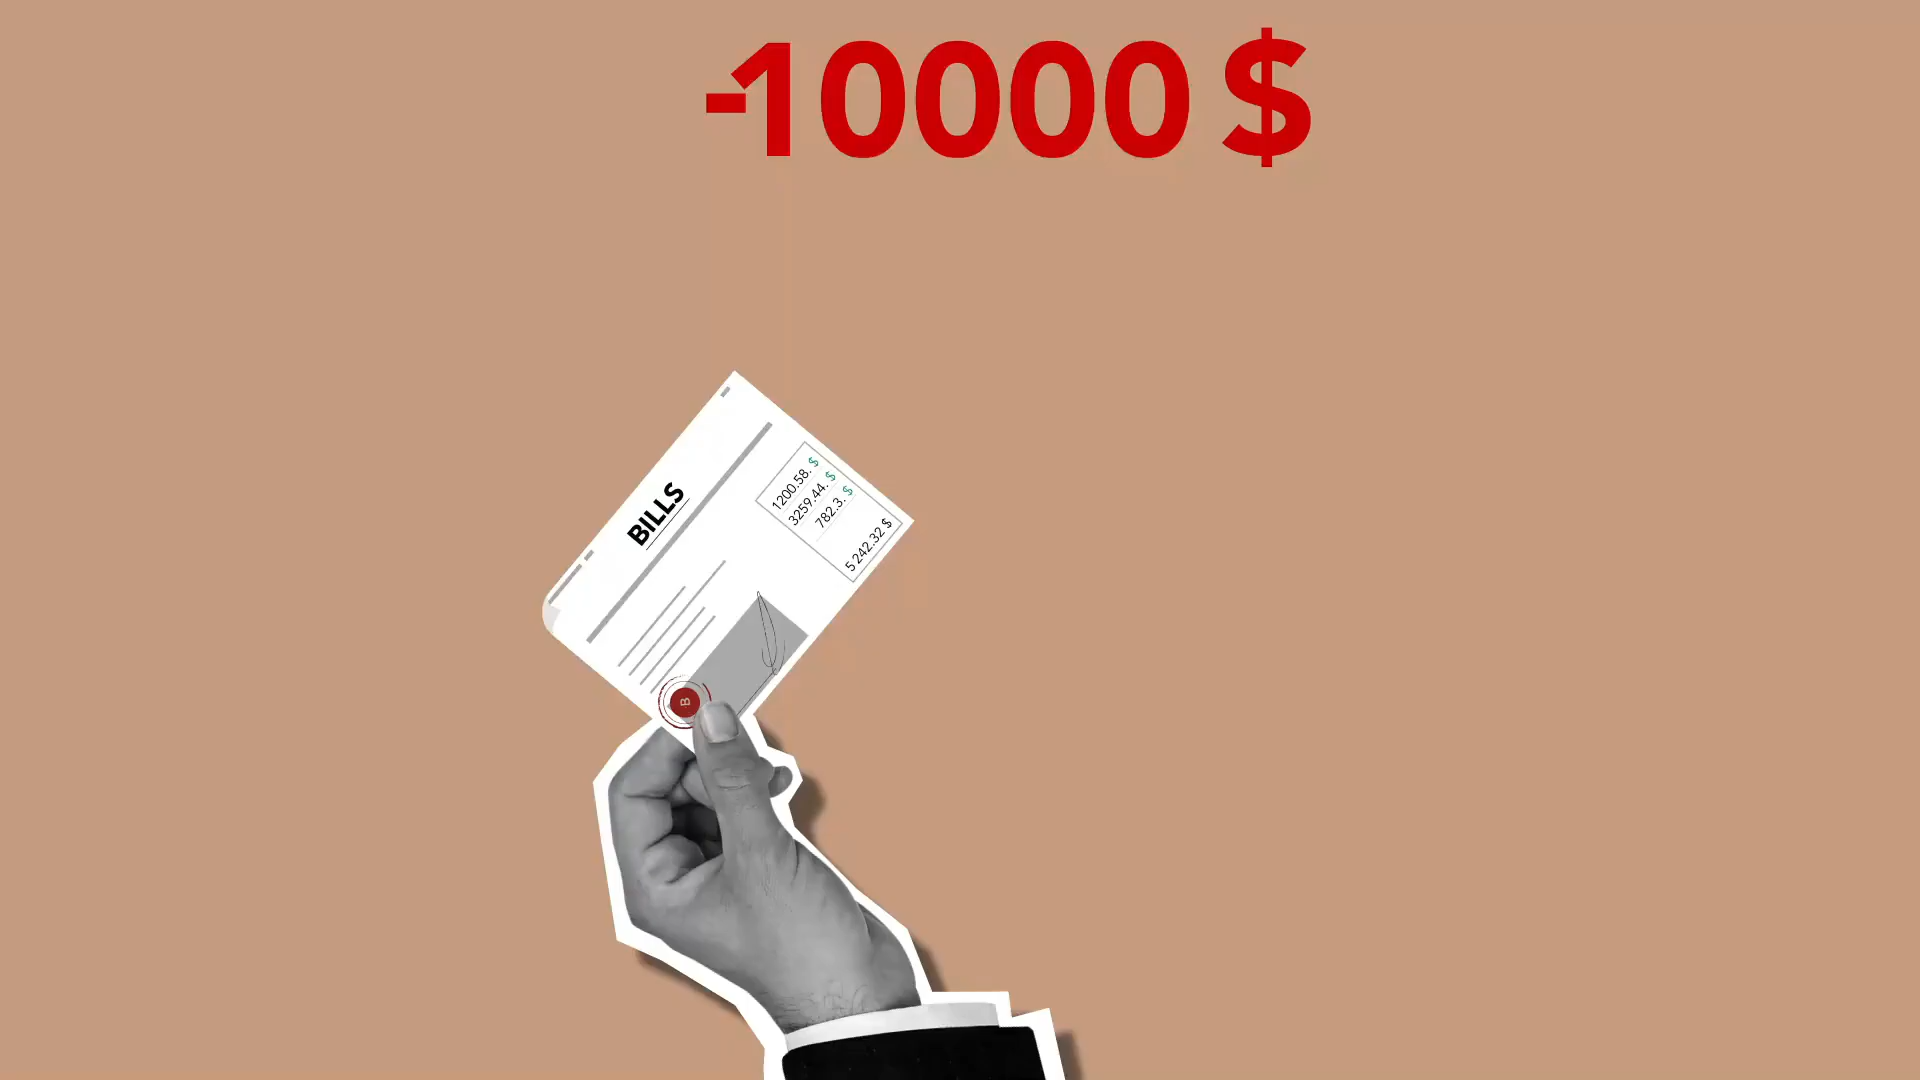 -10000 $
BILLS
1200.58. $
3259.44. $
782.3. $
5 242.32 $
B